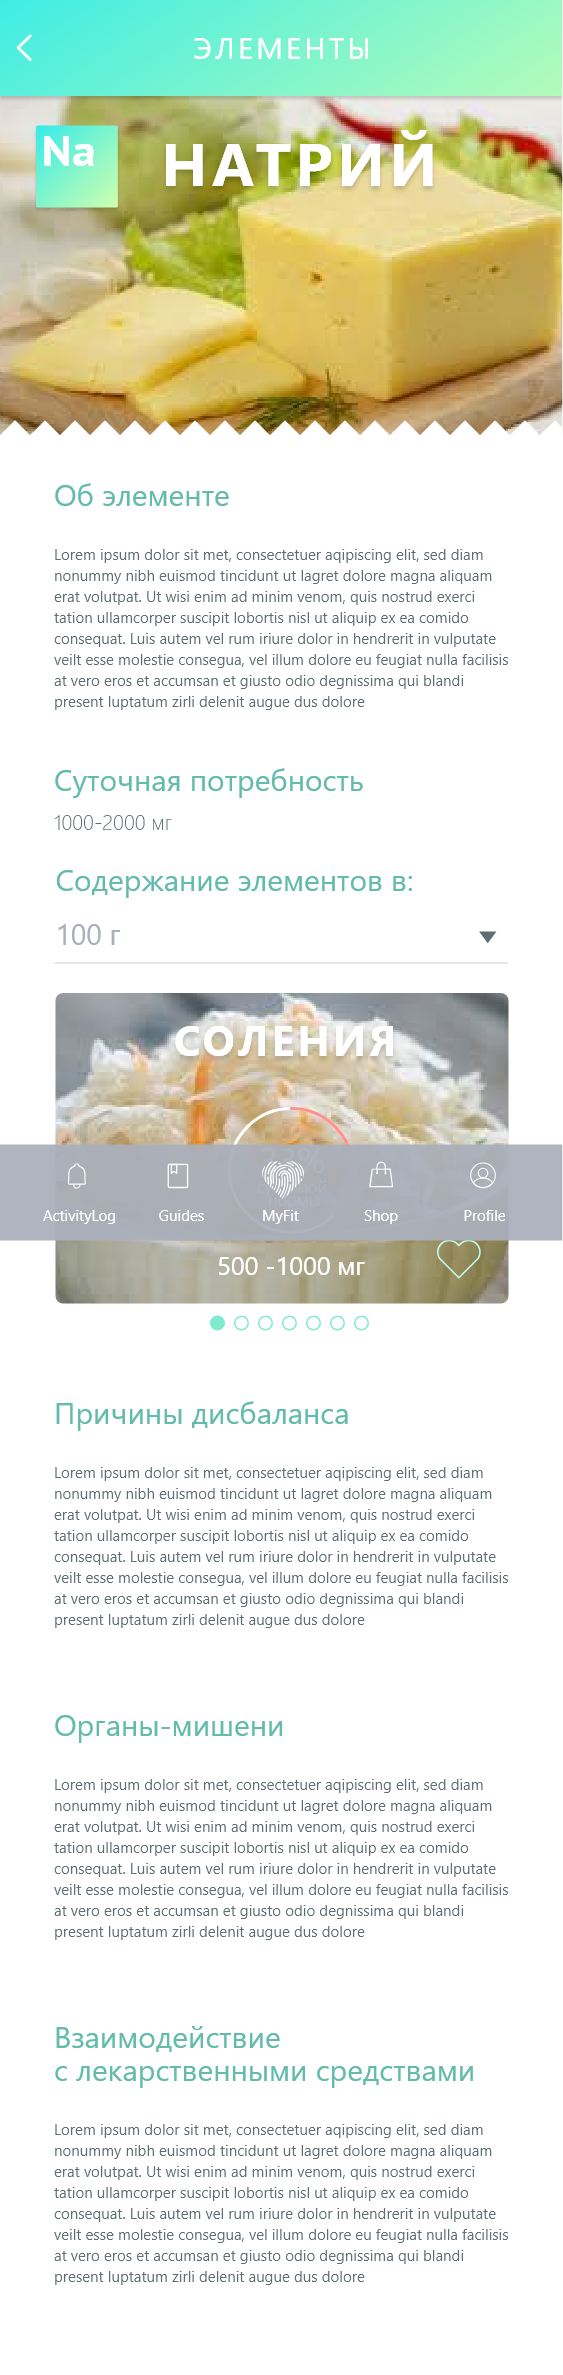 ЭЛЕМЕНТЫ
Na
НАТРИЙ
Об элементе
Lorem ipsum dolor sit met, consectetuer aqipiscing elit, sed diam
nonummy nibh euismod tincidunt ut lagret dolore magna aliquam
erat volutpat. Ut wisi enim ad minim venom, quis nostrud exerci
tation ullamcorper suscipit lobortis nisl ut aliquip ex ea comido
consequat. Luis autem vel rum iriure dolor in hendrerit in vulputate
veilt esse molestie consegua, vel illum dolore eu feugiat nulla facilisis
at vero eros et accumsan et giusto odio degnissima qui blandi
present luptatum zirli delenit augue dus dolore
Суточная потребность
1000-2000 мг
Содержание элементов в:
100 г
СОЛЕНИЯ
ActivityLog
Guides
MyFit
Shop
Profile
500 -1000 мг
Причины дисбаланса
Lorem ipsum dolor sit met, consectetuer aqipiscing elit, sed diam
nonummy nibh euismod tincidunt ut lagret dolore magna aliquam
erat volutpat. Ut wisi enim ad minim venom, quis nostrud exerci
tation ullamcorper suscipit lobortis nisl ut aliquip ex ea comido
consequat. Luis autem vel rum iriure dolor in hendrerit in vulputate
veilt esse molestie consegua, vel illum dolore eu feugiat nulla facilisis
at vero eros et accumsan et giusto odio degnissima qui blandi
present luptatum zirli delenit augue dus dolore
Органы-мишени
Lorem ipsum dolor sit met, consectetuer aqipiscing elit, sed diam
nonummy nibh euismod tincidunt ut lagret dolore magna aliquam
erat volutpat. Ut wisi enim ad minim venom, quis nostrud exerci
tation ullamcorper suscipit lobortis nisl ut aliquip ex ea comido
consequat. Luis autem vel rum iriure dolor in hendrerit in vulputate
veilt esse molestie consegua, vel illum dolore eu feugiat nulla facilisis
at vero eros et accumsan et giusto odio degnissima qui blandi
present luptatum zirli delenit augue dus dolore
Взаимодействие
с лекарственными средствами
Lorem ipsum dolor sit met, consectetuer aqipiscing elit, sed diam
nonummy nibh euismod tincidunt ut lagret dolore magna aliquam
erat volutpat. Ut wisi enim ad minim venom, quis nostrud exerci
tation ullamcorper suscipit lobortis nisl ut aliquip ex ea comido
consequat. Luis autem vel rum iriure dolor in hendrerit in vulputate
veilt esse molestie consegua, vel illum dolore eu feugiat nulla facilisis
at vero eros et accumsan et giusto odio degnissima qui blandi
present luptatum zirli delenit augue dus dolore